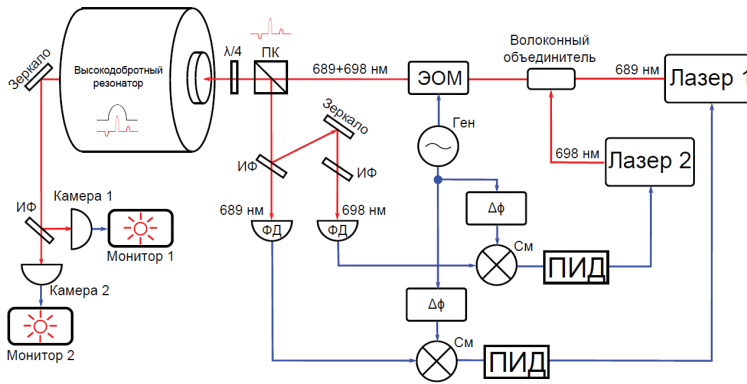 Зеркало
Высокодобротный
резонатор
λ/4
ПК
689+698 нм
ЭОМ
Волоконный
объединитель
689 нм
Лазер 1
Зеркало
Ген
698 нм
Лазер 2
ИФ
ИФ
Δф
ИФ
Камера 1
689 нм
698 нм
ФД
ФД
См
ПИД
Монитор 1
Камера 2
Δф
Монитор 2
См
ПИД